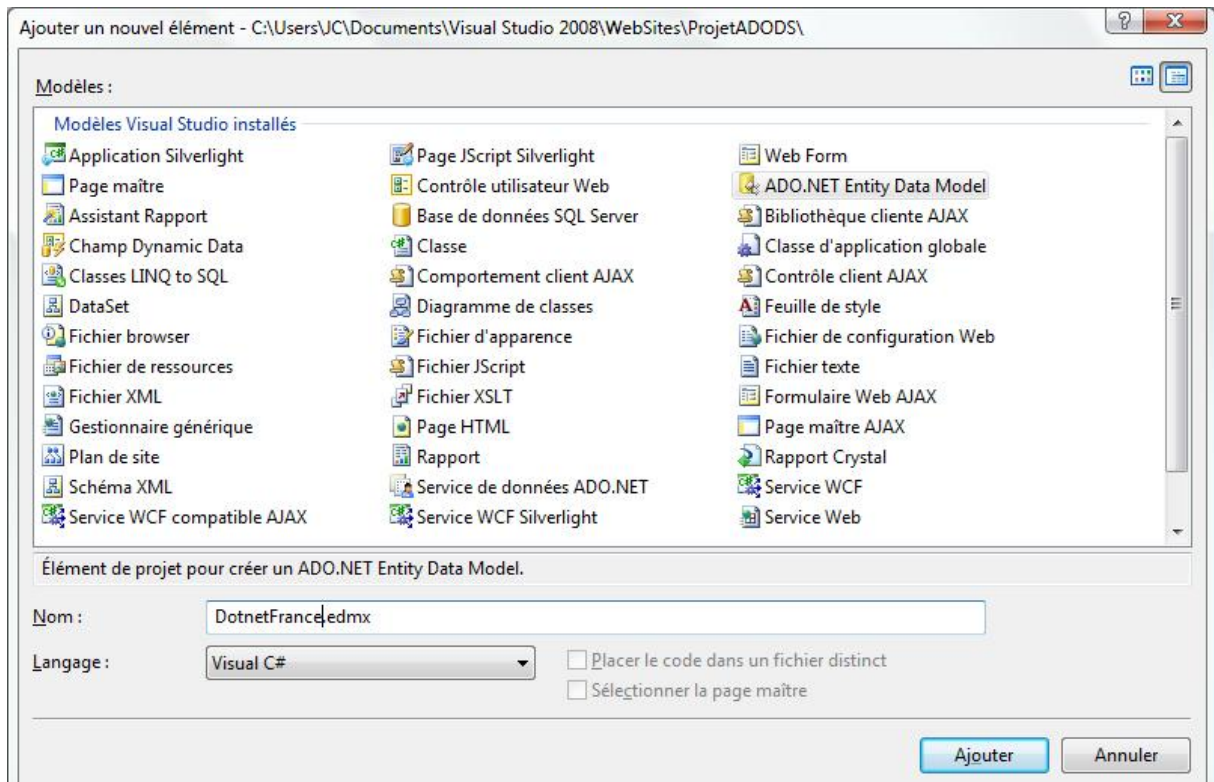 Ajouter un nouvel élément - C:\Users\JC\Documents\Visual Studio 2008\WebSites\ProjetADODS\
Modèles :
Modèles Visual Studio installés
Application Silverlight
Page JScript Silverlight
Web Form
Page maître
Contrôle utilisateur Web
ADO.NET Entity Data Model
Assistant Rapport
Base de données SQL Server
Bibliothèque cliente AJAX
Champ Dynamic Data
Classe
Classe d'application globale
Classes LINQ to SQL
Comportement client AJAX
Contrôle client AJAX
DataSet
Diagramme de classes
Feuille de style
Fichier browser
Fichier d'apparence
Fichier de configuration Web
Fichier de ressources
Fichier JScript
Fichier texte
Fichier XML
Fichier XSLT
Formulaire Web AJAX
Gestionnaire générique
Page HTML
Page maître AJAX
Plan de site
Rapport
Rapport Crystal
Schéma XML
Service de données ADO.NET
Service WCF
Service WCF compatible AJAX
Service WCF Silverlight
Service Web
Élément de projet pour créer un ADO.NET Entity Data Model.
Nom :
DotnetFrance.edmx
Langage :
Visual C#
Placer le code dans un fichier distinct
Sélectionner la page maître
Ajouter
Annuler